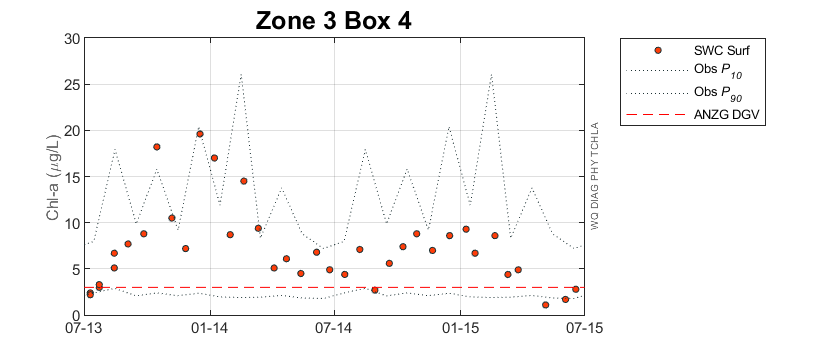 Zone 3 Box 4
30
25
20
15
10
5
0
Chl-a (μg/L)
07-13
01-14
07-14
01-15
07-15
WQ DIAG PHY TCHLA
SWC Surf
Obs P10
Obs P90
ANZG DGV